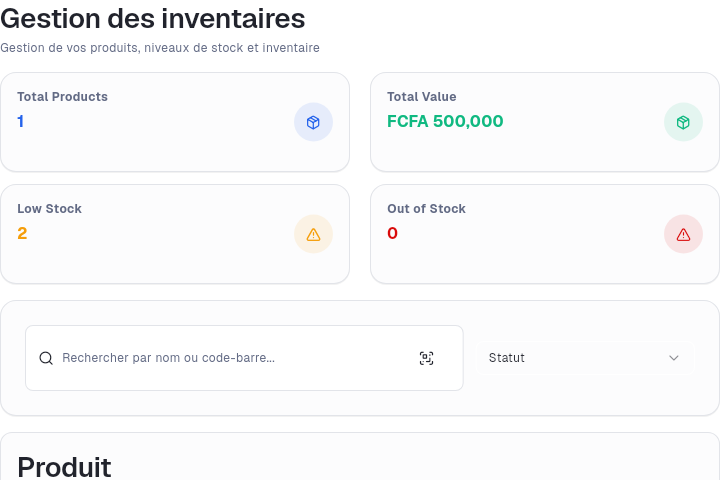 Gestion des inventaires
Gestion de vos produits, niveaux de stock et inventaire
Total Products
1
Total Value
FCFA 500,000
Low Stock
2
Out of Stock
0
Rechercher par nom ou code-barre...
Statut
Produit